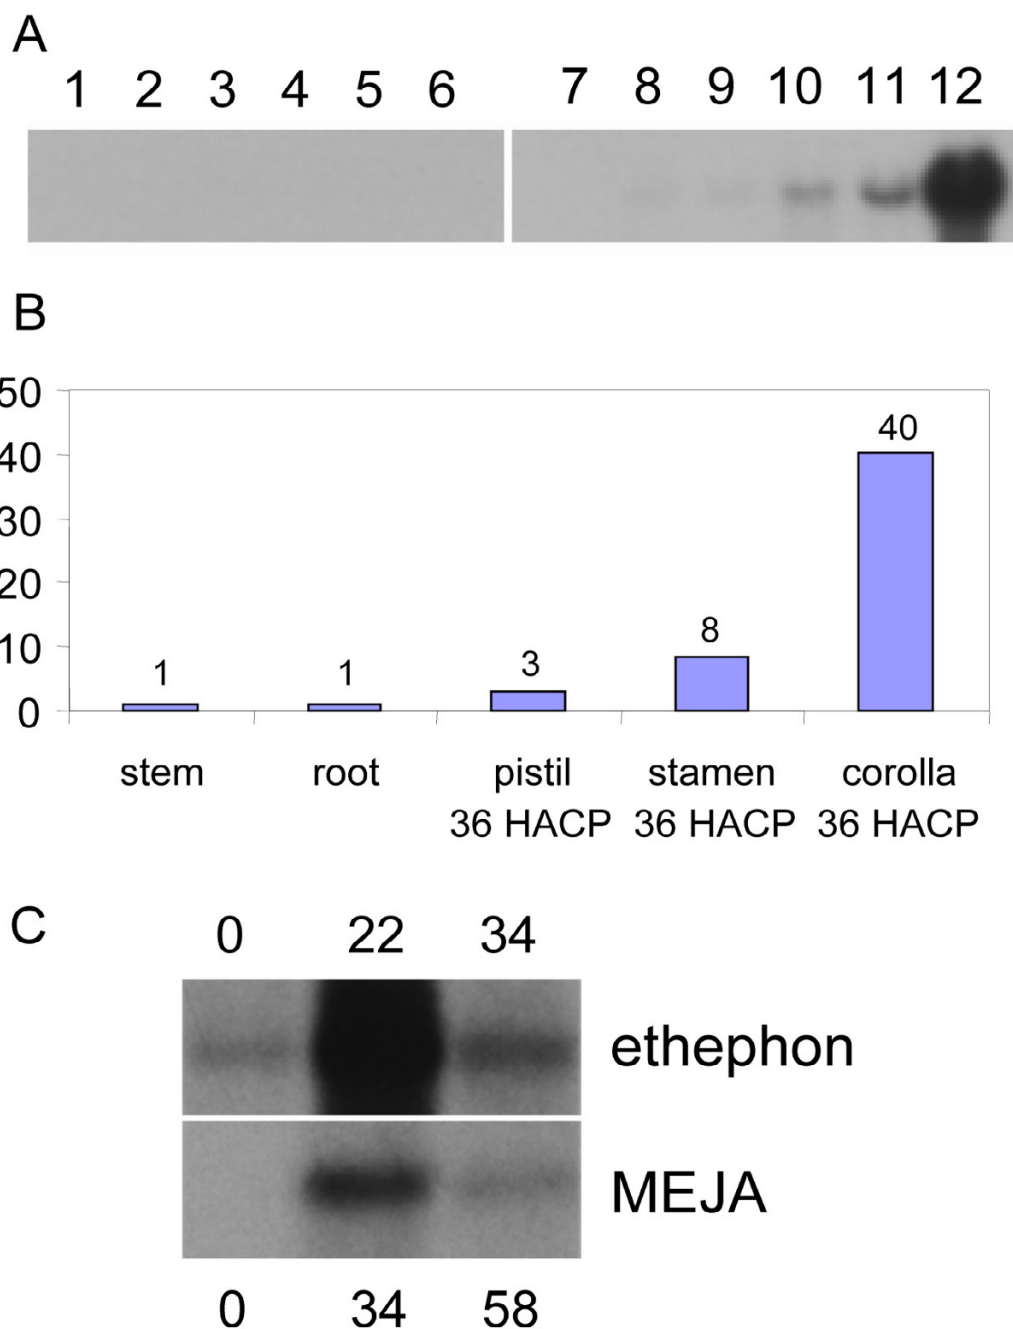 A
1 2 3 4 5 6 7 8 9 10 11 12
B
50
40
30
20
10
0
1
1
3
8
40
stem root pistil stamen corolla
36 HACP 36 HACP 36 HACP
C
0 22 34
ethephon
MEJA
0 34 58